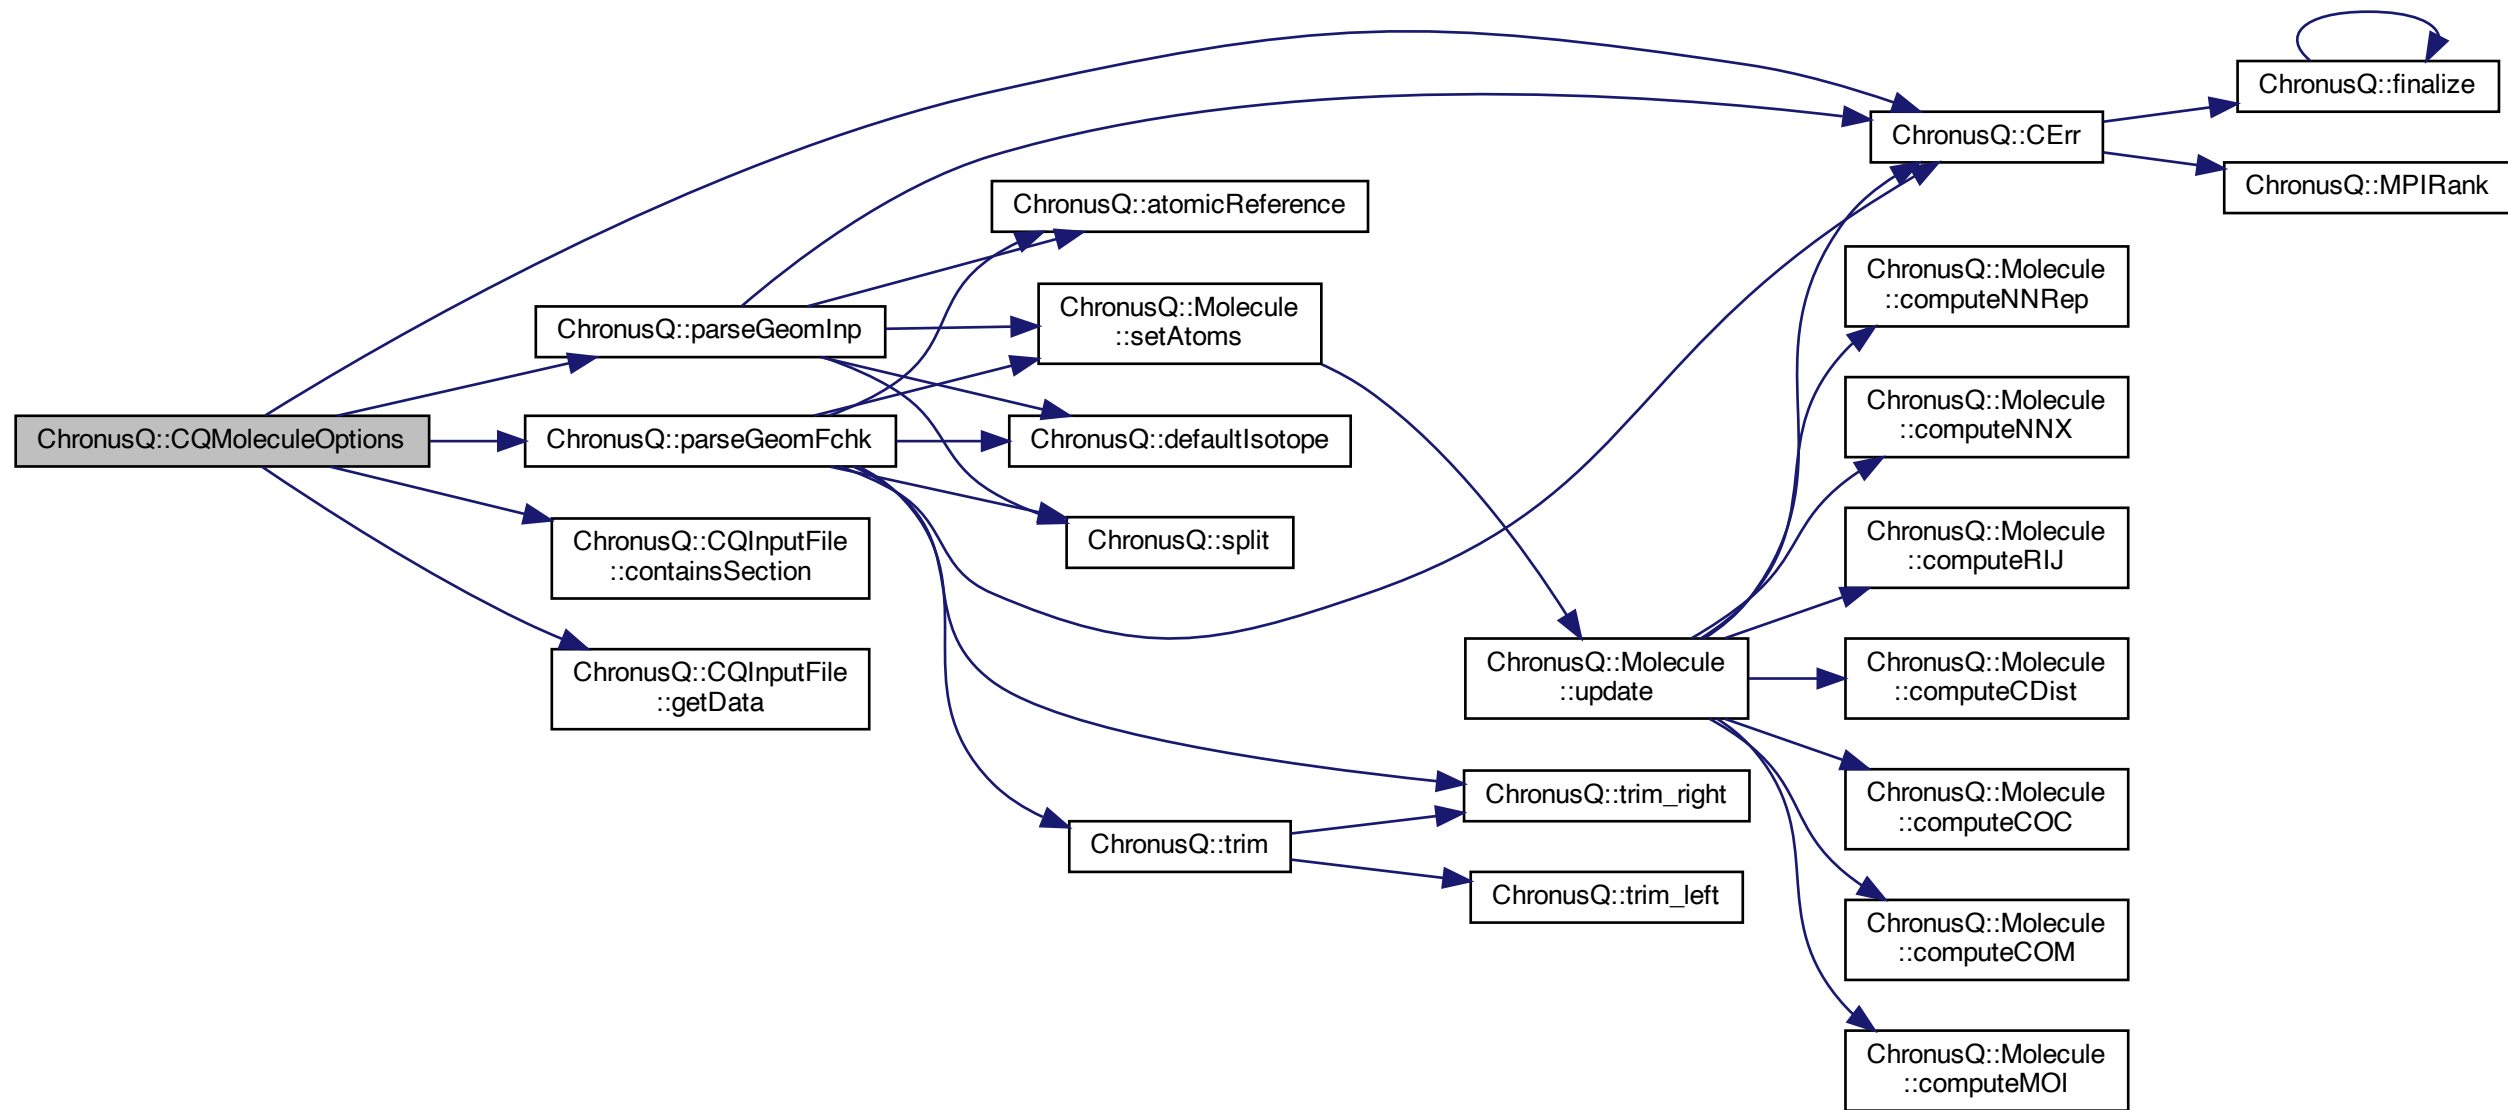 ChronusQ::CQMoleculeOptions
ChronusQ::parseGeomInp
ChronusQ::parseGeomFchk
ChronusQ::CQInputFile
::containsSection
ChronusQ::CQInputFile
::getData
ChronusQ::atomicReference
ChronusQ::Molecule
::setAtoms
ChronusQ::defaultIsotope
ChronusQ::split
ChronusQ::trim
ChronusQ::Molecule
::update
ChronusQ::trim_right
ChronusQ::trim_left
ChronusQ::CErr
ChronusQ::Molecule
::computeNNRep
ChronusQ::Molecule
::computeNNX
ChronusQ::Molecule
::computeRIJ
ChronusQ::Molecule
::computeCDist
ChronusQ::Molecule
::computeCOC
ChronusQ::Molecule
::computeCOM
ChronusQ::Molecule
::computeMOI
ChronusQ::finalize
ChronusQ::MPIRank